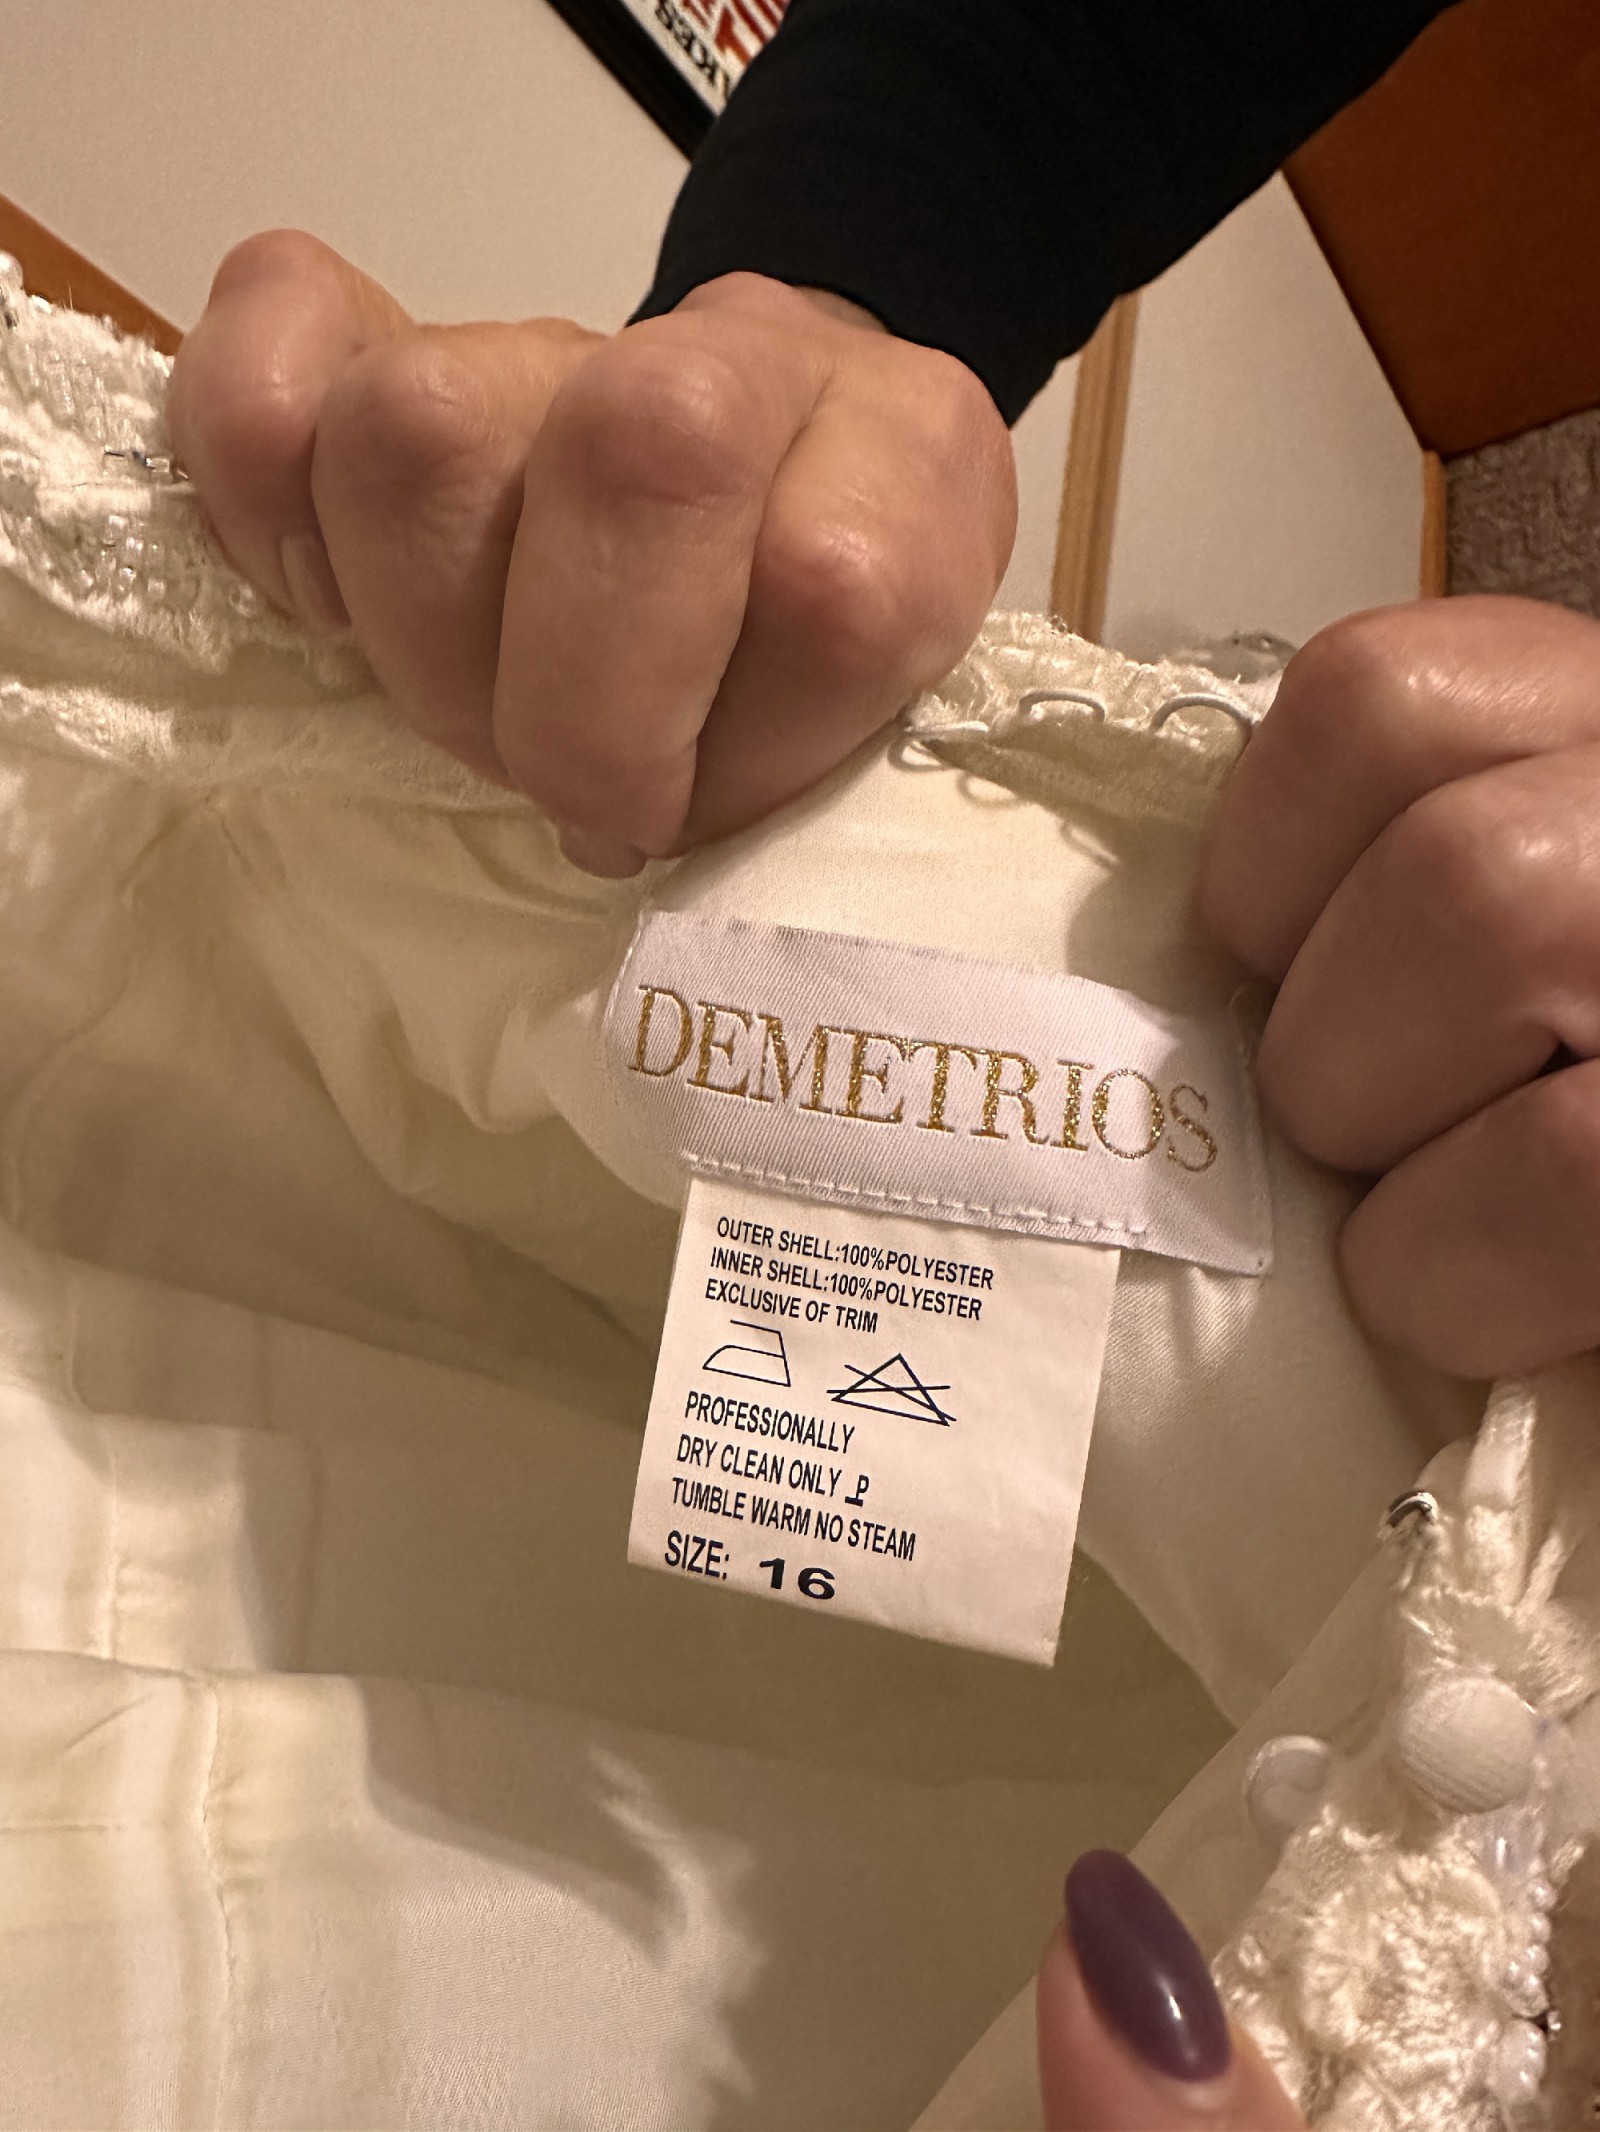 DEMETRIOS
OUTER SHELL:100%POLYESTER
INNER SHELL:100%POLYESTER
EXCLUSIVE OF TRIM
PROFESSIONALLY
DRY CLEAN ONLY P
TUMBLE WARM NO STEAM
SIZE: 16